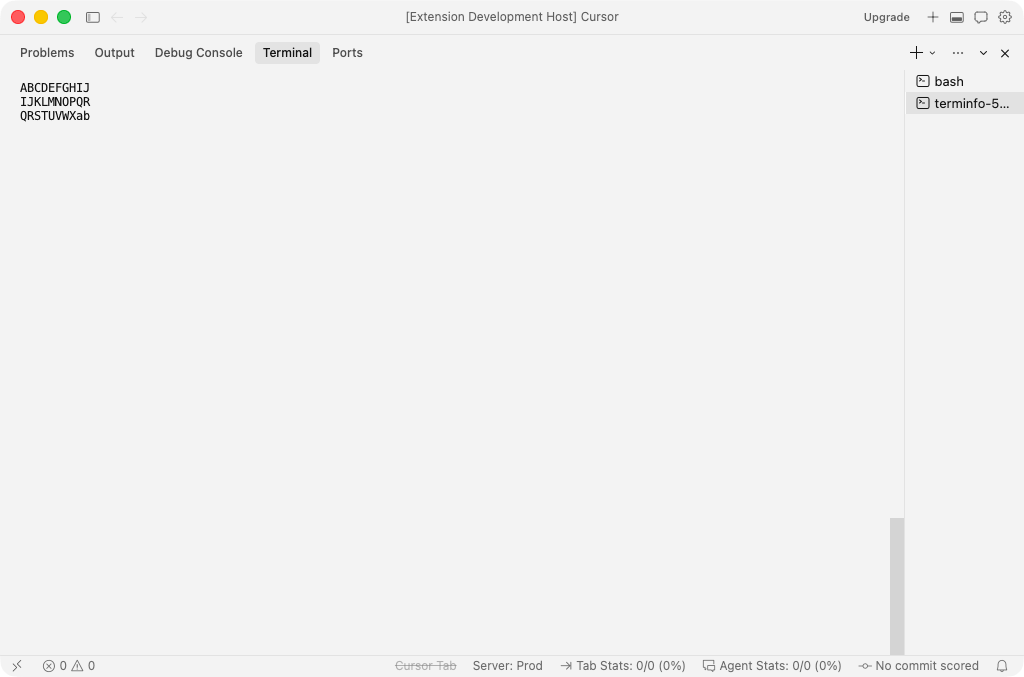 [Extension Development Host] Cursor
Upgrade
Problems Output Debug Console Terminal Ports
ABCDEFGHIJ
IJKLMNOPQR
QRSTUVWXab
bash
terminfo-5...
0 0 Cursor Tab Server: Prod Tab Stats: 0/0 (0%) Agent Stats: 0/0 (0%) No commit scored